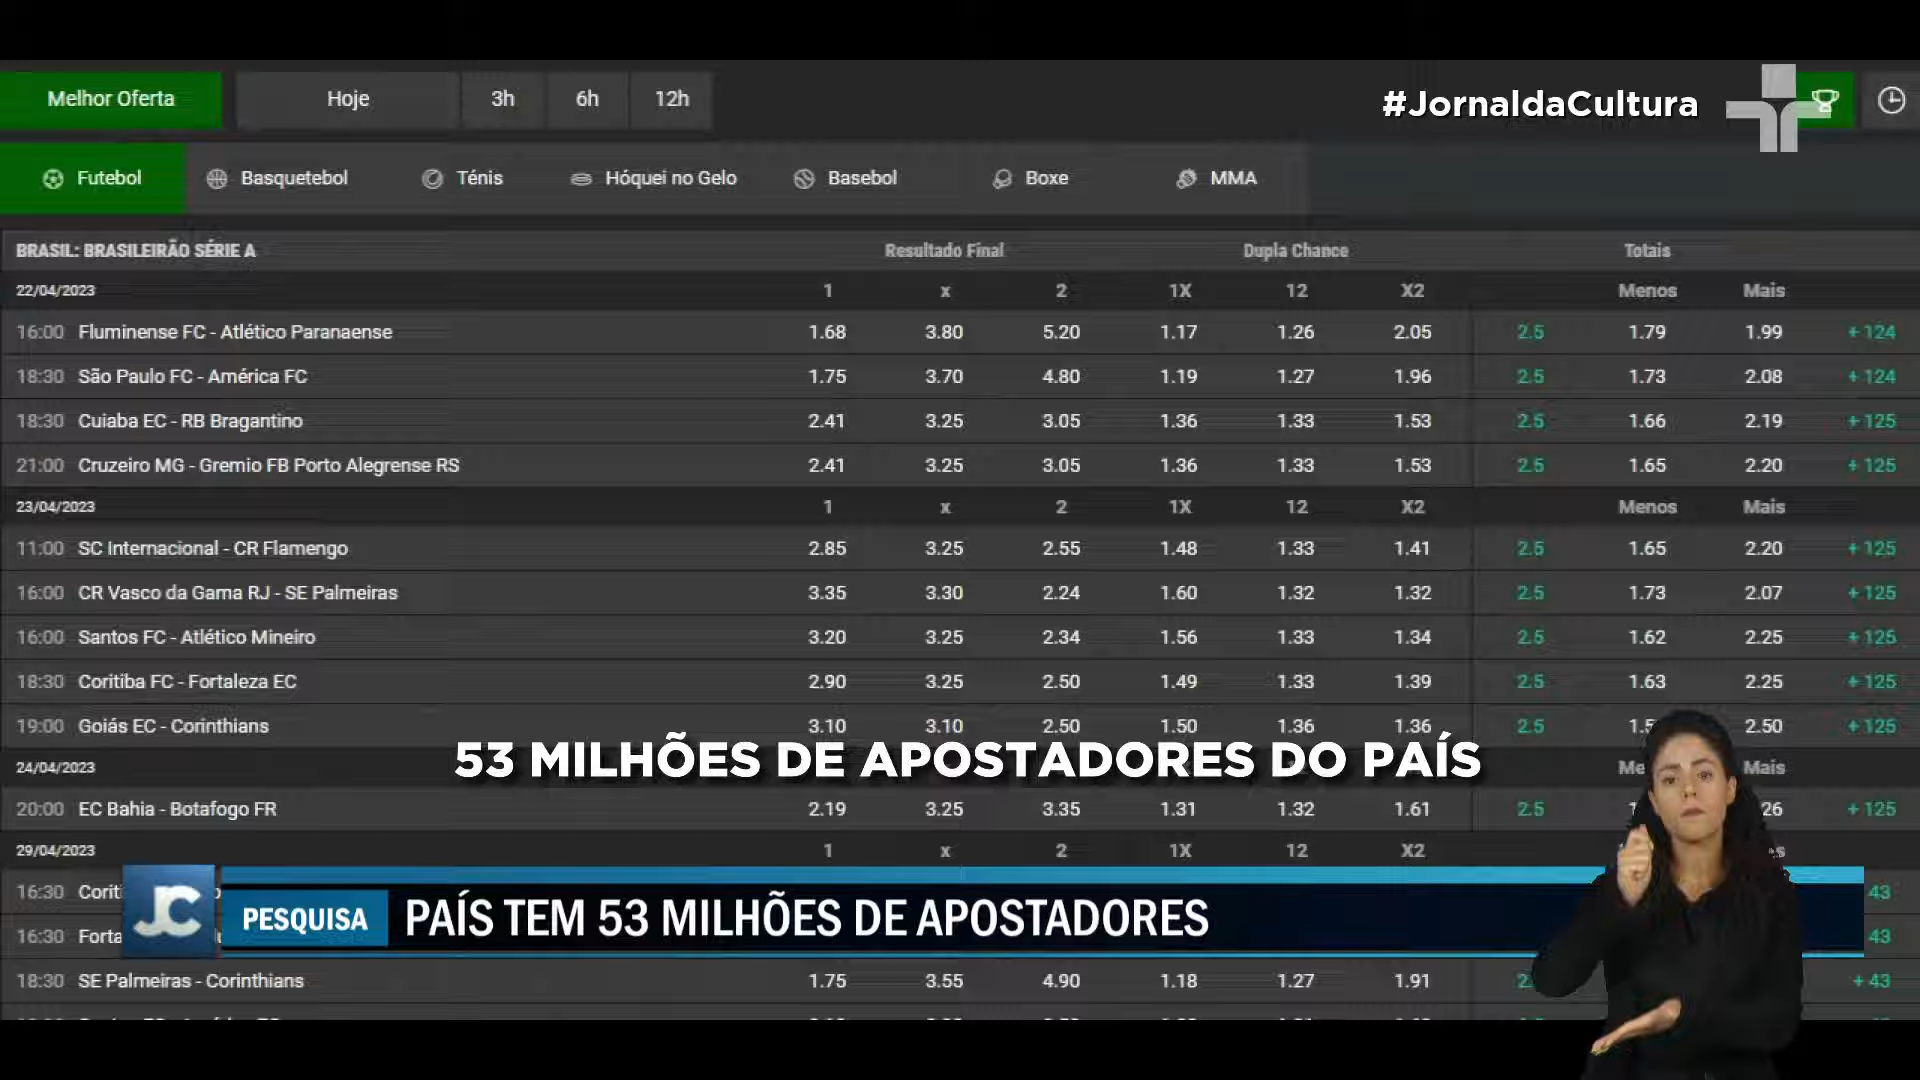 Melhor Oferta Hoje 3h 6h 12h
#JornaldaCultura
Futebol Basquetebol Ténis Hóquei no Gelo Basebol Boxe MMA
BRASIL: BRASILEIRÃO SÉRIE A Resultado Final Dupla Chance Totais
22/04/2023 1 x 2 1X 12 X2 Menos Mais
16:00 Fluminense FC - Atlético Paranaense 1.68 3.80 5.20 1.17 1.26 2.05 2.5 1.79 1.99 + 124
18:30 São Paulo FC - América FC 1.75 3.70 4.80 1.19 1.27 1.96 2.5 1.73 2.08 + 124
18:30 Cuiaba EC - RB Bragantino 2.41 3.25 3.05 1.36 1.33 1.53 2.5 1.66 2.19 + 125
21:00 Cruzeiro MG - Gremio FB Porto Alegrense RS 2.41 3.25 3.05 1.36 1.33 1.53 2.5 1.65 2.20 + 125
23/04/2023 1 x 2 1X 12 X2 Menos Mais
11:00 SC Internacional - CR Flamengo 2.85 3.25 2.55 1.48 1.33 1.41 2.5 1.65 2.20 + 125
16:00 CR Vasco da Gama RJ - SE Palmeiras 3.35 3.30 2.24 1.60 1.32 1.32 2.5 1.73 2.07 + 125
16:00 Santos FC - Atlético Mineiro 3.20 3.25 2.34 1.56 1.33 1.34 2.5 1.62 2.25 + 125
18:30 Coritiba FC - Fortaleza EC 2.90 3.25 2.50 1.49 1.33 1.39 2.5 1.63 2.25 + 125
19:00 Goiás EC - Corinthians 3.10 3.10 2.50 1.50 1.36 1.36 2.5 2.50 + 125
53 MILHÕES DE APOSTADORES DO PAÍS
24/04/2023 Mais
20:00 EC Bahia - Botafogo FR 2.19 3.25 3.35 1.31 1.32 1.61 2.5 + 125
29/04/2023 1 x 2 1X 12 X2
16:30 43
JC PESQUISA PAÍS TEM 53 MILHÕES DE APOSTADORES
16:30 43
18:30 SE Palmeiras - Corinthians 1.75 3.55 4.90 1.18 1.27 1.91 + 43